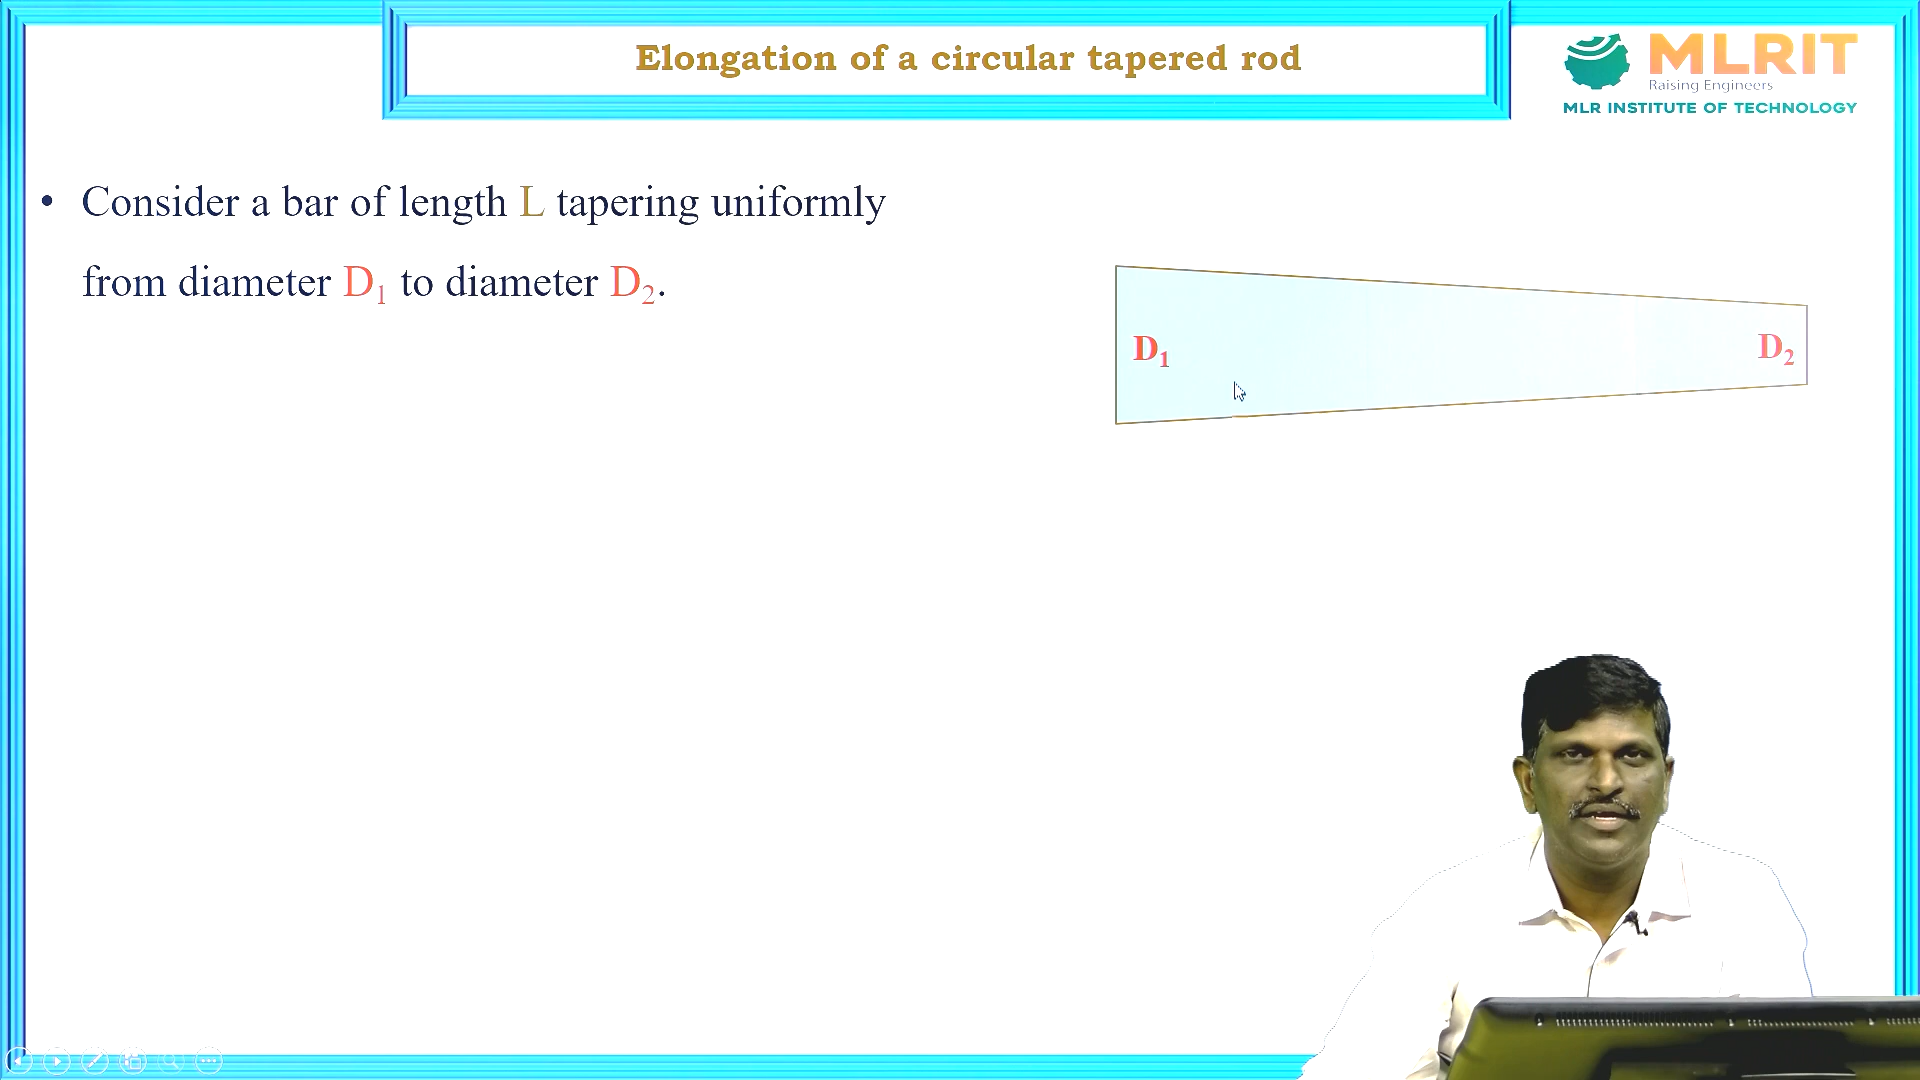 Elongation of a circular tapered rod
MLRIT
Raising Engineers
MLR INSTITUTE OF TECHNOLOGY
• Consider a bar of length L tapering uniformly
from diameter D₁ to diameter D₂.
D₁
D₂